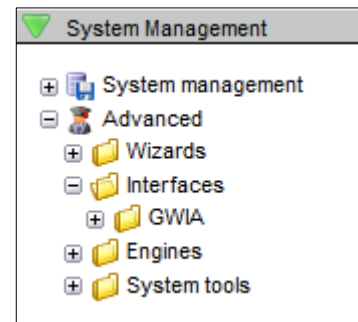 System Management
System management
Advanced
Wizards
Interfaces
GWIA
Engines
System tools